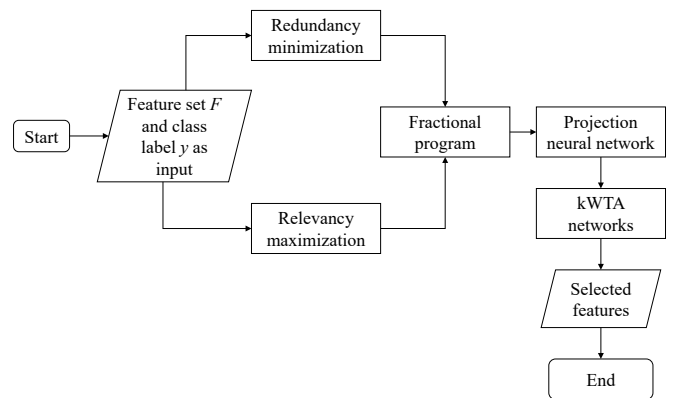 Start
Feature set F
and class
label y as
input
Redundancy
minimization
Relevancy
maximization
Fractional
program
Projection
neural network
kWTA
networks
Selected
features
End